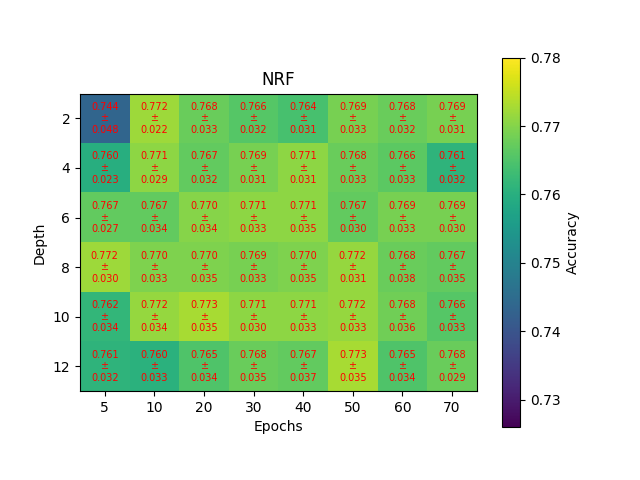 NRF
0.744 0.772 0.768 0.766 0.764 0.769 0.768 0.769
± ± ± ± ± ± ± ±
0.045 0.022 0.033 0.032 0.031 0.033 0.032 0.031
2
0.760 0.771 0.767 0.769 0.771 0.768 0.766 0.761
± ± ± ± ± ± ± ±
0.023 0.029 0.032 0.031 0.031 0.033 0.033 0.032
4
0.767 0.767 0.770 0.771 0.771 0.767 0.769 0.769
± ± ± ± ± ± ± ±
0.027 0.034 0.034 0.033 0.035 0.030 0.033 0.030
6
0.772 0.770 0.770 0.769 0.770 0.772 0.768 0.767
± ± ± ± ± ± ± ±
0.030 0.033 0.035 0.033 0.035 0.031 0.038 0.035
8
0.762 0.772 0.773 0.771 0.771 0.772 0.768 0.766
± ± ± ± ± ± ± ±
0.034 0.034 0.035 0.030 0.033 0.033 0.036 0.033
10
0.761 0.760 0.765 0.768 0.767 0.773 0.765 0.768
± ± ± ± ± ± ± ±
0.032 0.033 0.034 0.035 0.037 0.035 0.034 0.029
12
Depth
5 10 20 30 40 50 60 70
Epochs
0.78
0.77
0.76
0.75
0.74
0.73
Accuracy